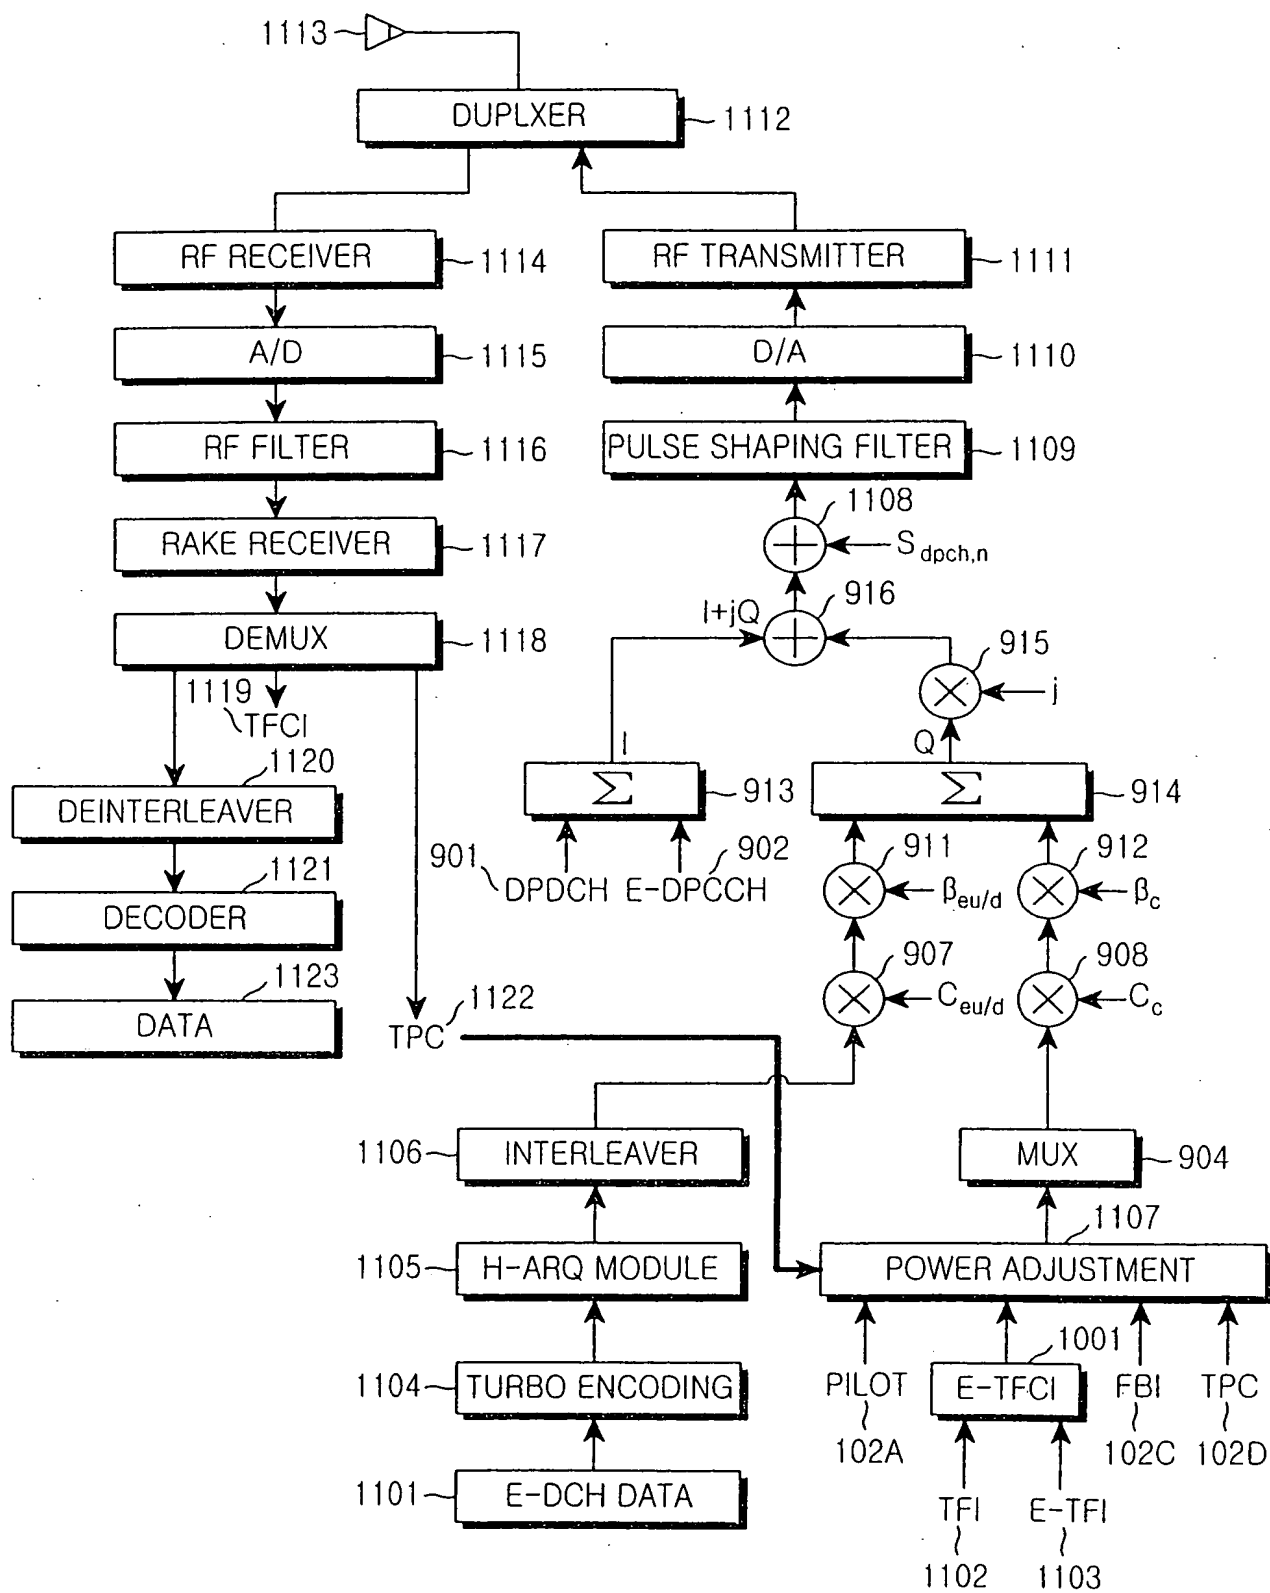 1113
DUPLXER
1112
RF RECEIVER
1114
RF TRANSMITTER
1111
A/D
1115
D/A
1110
RF FILTER
1116
PULSE SHAPING FILTER
1109
1108
RAKE RECEIVER
1117
S dpch,n
DEMUX
1118
I+jQ
916
915
j
1119
TFCI
I
Q
1120
DEINTERLEAVER
Σ
913
Σ
914
1121
DECODER
901
DPDCH
902
E-DPCCH
911
βeu/d
912
βc
1123
DATA
907
Ceu/d
908
Cc
TPC
1122
1106
INTERLEAVER
MUX
904
1107
1105
H-ARQ MODULE
POWER ADJUSTMENT
1001
1104
TURBO ENCODING
PILOT
E-TFCI
FBI
TPC
102A
102C
102D
1101
E-DCH DATA
TFI
E-TFI
1102
1103